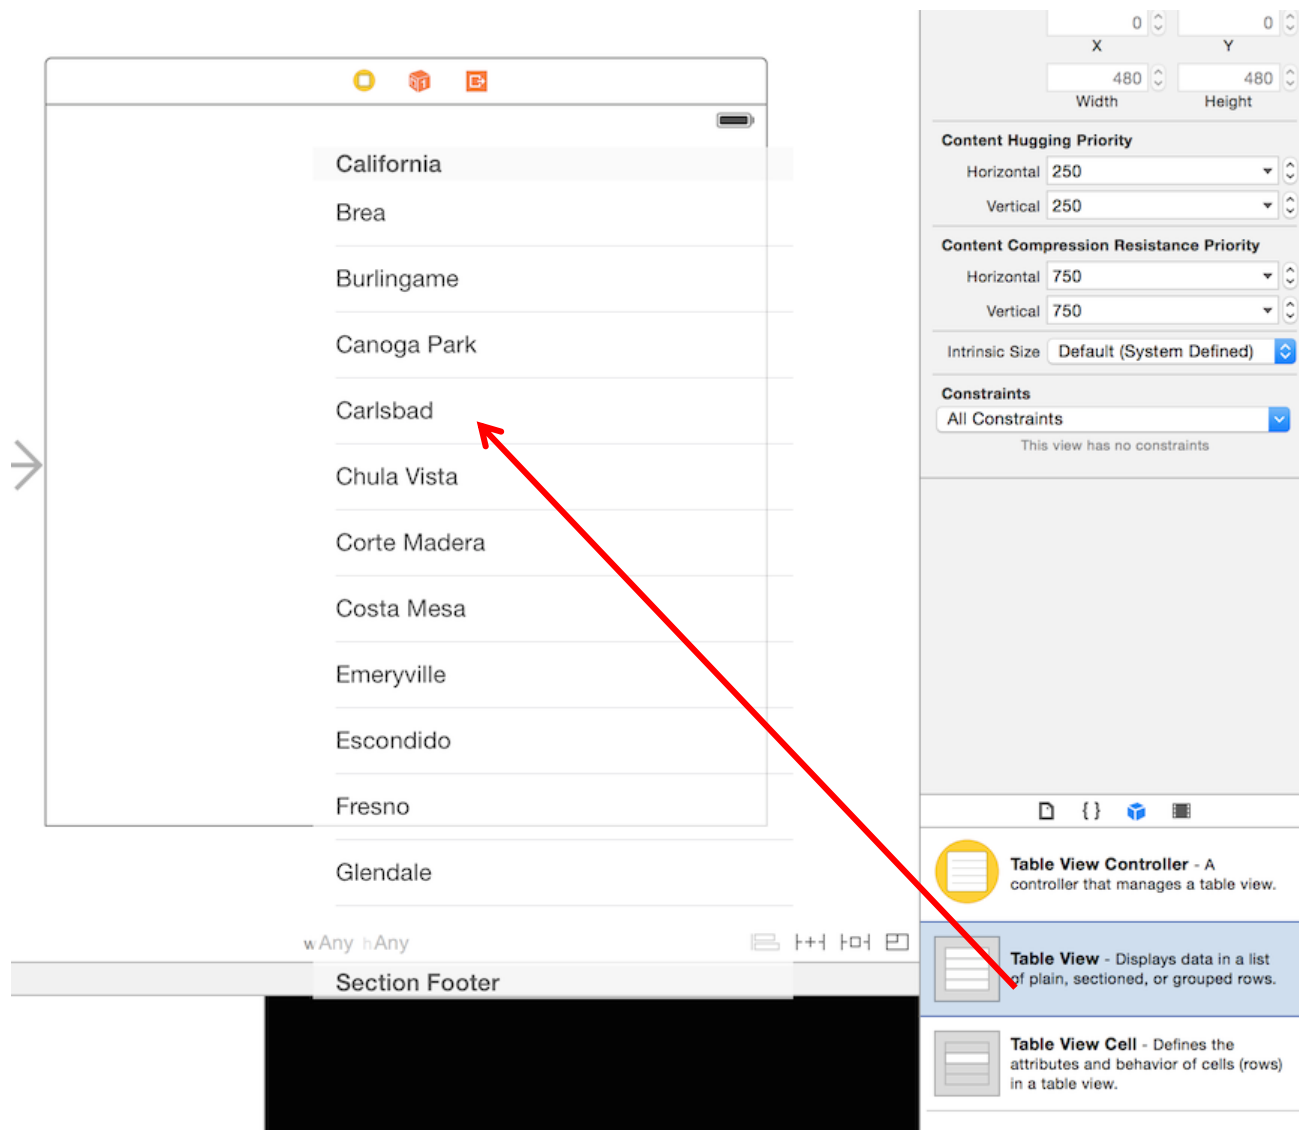 California
Brea
Burlingame
Canoga Park
Carlsbad
Chula Vista
Corte Madera
Costa Mesa
Emeryville
Escondido
Fresno
Glendale
wAny hAny
Section Footer
0 0
X Y
480 480
Width Height
Content Hugging Priority
Horizontal 250
Vertical 250
Content Compression Resistance Priority
Horizontal 750
Vertical 750
Intrinsic Size Default (System Defined)
Constraints
All Constraints
This view has no constraints
{ }
Table View Controller - A
controller that manages a table view.
Table View - Displays data in a list
of plain, sectioned, or grouped rows.
Table View Cell - Defines the
attributes and behavior of cells (rows)
in a table view.